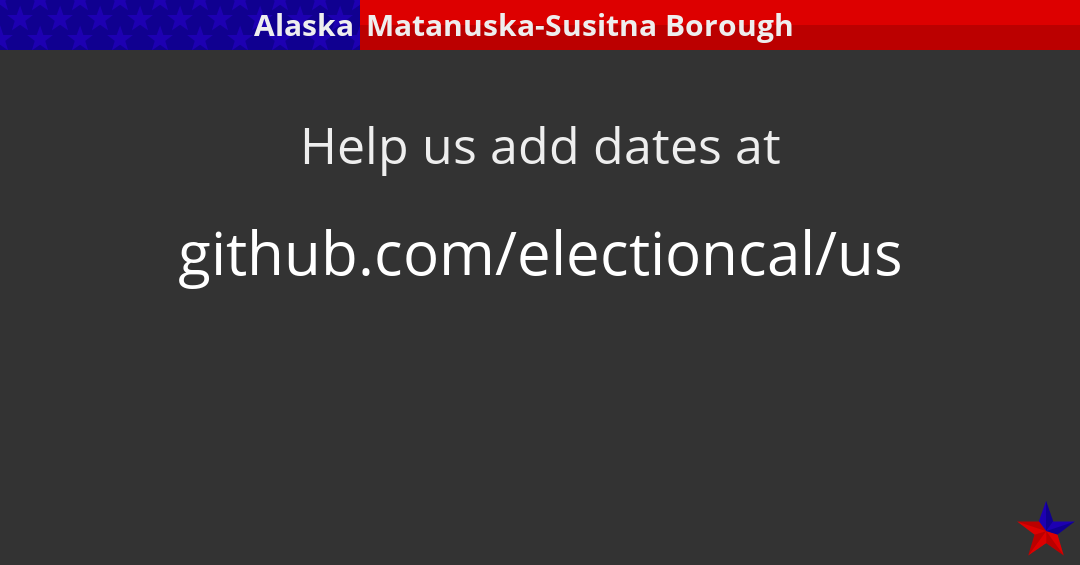 Alaska Matanuska-Susitna Borough
Help us add dates at
github.com/electioncal/us